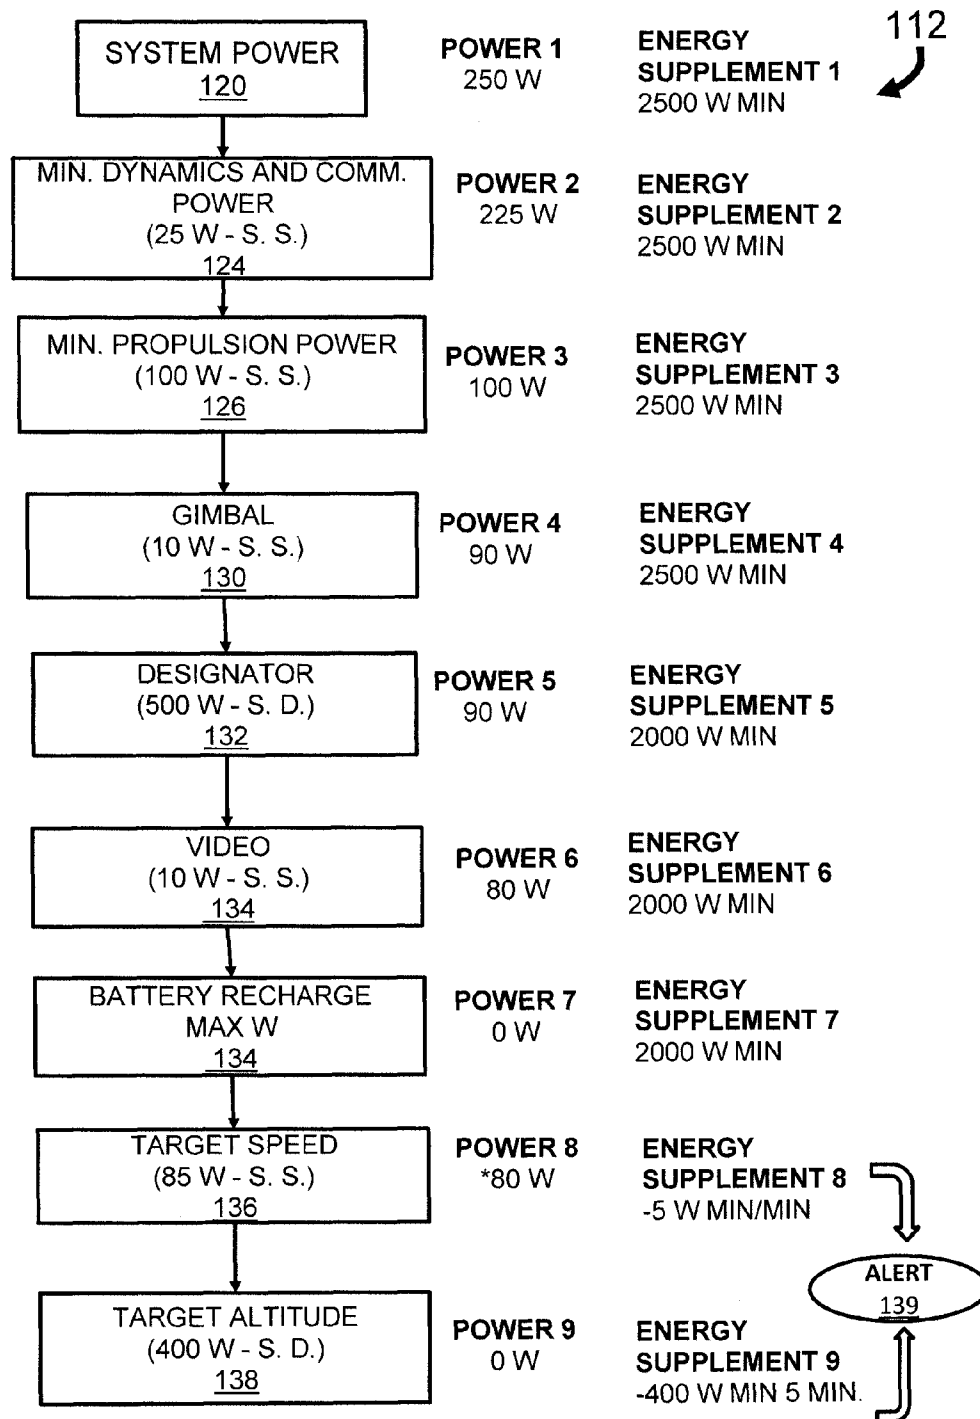 112
SYSTEM POWER
120
POWER 1
250 W
ENERGY
SUPPLEMENT 1
2500 W MIN
MIN. DYNAMICS AND COMM.
POWER
(25 W - S. S.)
124
POWER 2
225 W
ENERGY
SUPPLEMENT 2
2500 W MIN
MIN. PROPULSION POWER
(100 W - S. S.)
126
POWER 3
100 W
ENERGY
SUPPLEMENT 3
2500 W MIN
GIMBAL
(10 W - S. S.)
130
POWER 4
90 W
ENERGY
SUPPLEMENT 4
2500 W MIN
DESIGNATOR
(500 W - S. D.)
132
POWER 5
90 W
ENERGY
SUPPLEMENT 5
2000 W MIN
VIDEO
(10 W - S. S.)
134
POWER 6
80 W
ENERGY
SUPPLEMENT 6
2000 W MIN
BATTERY RECHARGE
MAX W
134
POWER 7
0 W
ENERGY
SUPPLEMENT 7
2000 W MIN
TARGET SPEED
(85 W - S. S.)
136
POWER 8
*80 W
ENERGY
SUPPLEMENT 8
-5 W MIN/MIN
ALERT
139
TARGET ALTITUDE
(400 W - S. D.)
138
POWER 9
0 W
ENERGY
SUPPLEMENT 9
-400 W MIN 5 MIN.